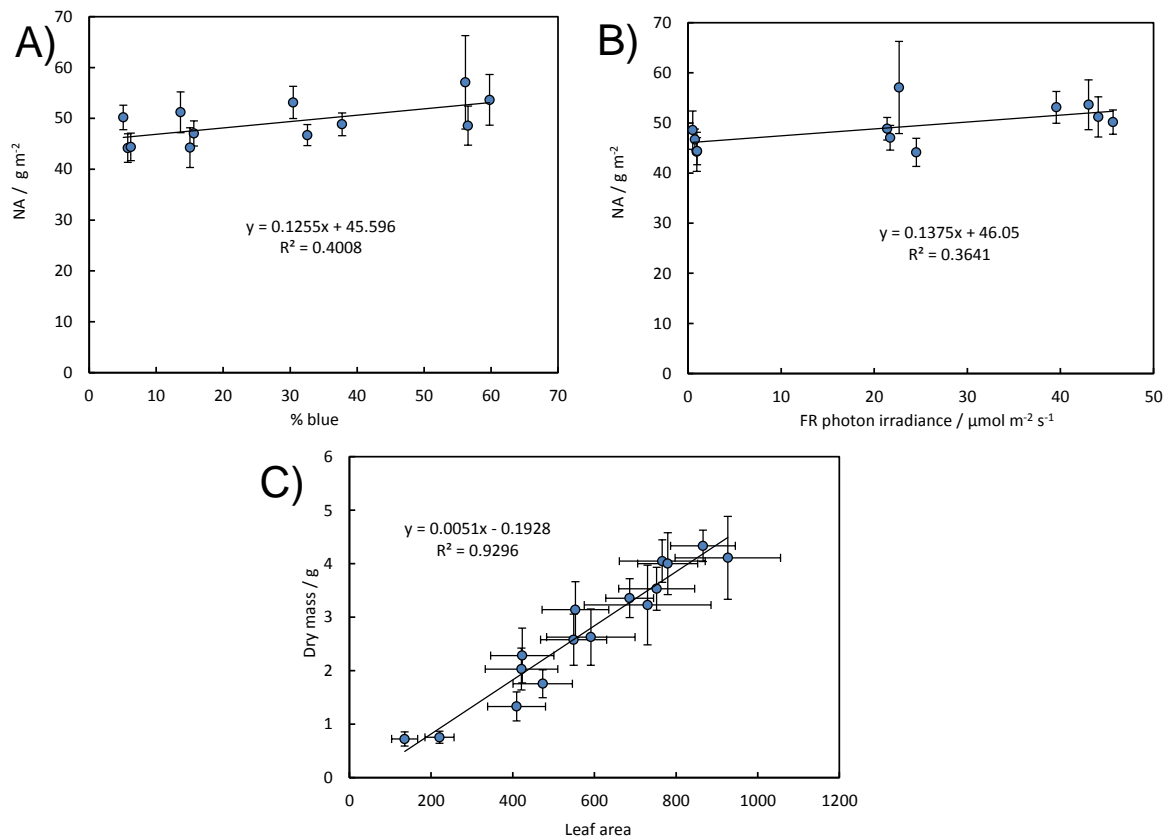 A)
70
60
50
40
30
20
10
0
NA / g m⁻²
y = 0.1255x + 45.596
R² = 0.4008
0 10 20 30 40 50 60 70
% blue
B)
70
60
50
40
30
20
10
0
NA / g m⁻²
y = 0.1375x + 46.05
R² = 0.3641
0 10 20 30 40 50
FR photon irradiance / µmol m⁻² s⁻¹
C)
6
5
4
3
2
1
0
Dry mass / g
y = 0.0051x - 0.1928
R² = 0.9296
0 200 400 600 800 1000 1200
Leaf area